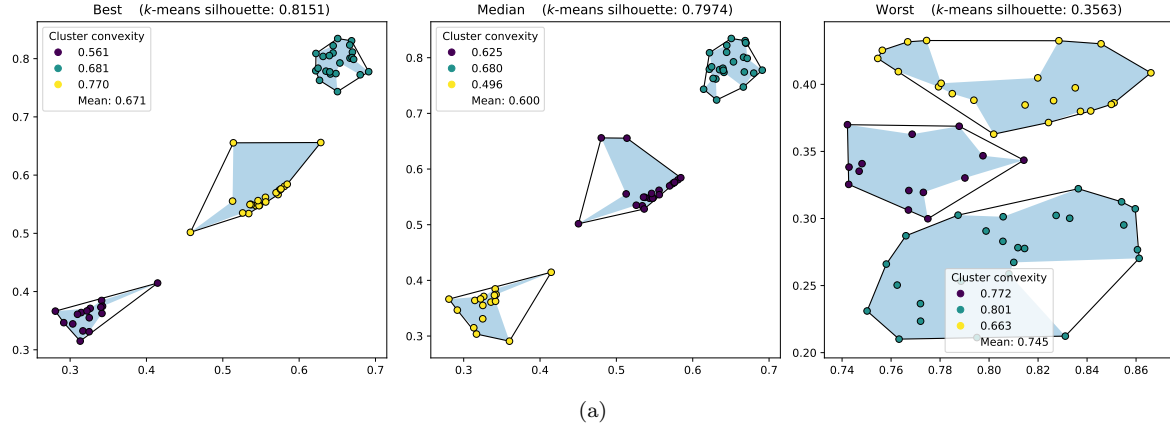 Best (k-means silhouette: 0.8151)
Cluster convexity
0.561
0.681
0.770
Mean: 0.671
0.8
0.7
0.6
0.5
0.4
0.3
0.3 0.4 0.5 0.6 0.7
Median (k-means silhouette: 0.7974)
Cluster convexity
0.625
0.680
0.496
Mean: 0.600
0.8
0.7
0.6
0.5
0.4
0.3
0.3 0.4 0.5 0.6 0.7
Worst (k-means silhouette: 0.3563)
0.40
0.35
0.30
0.25
0.20
Cluster convexity
0.772
0.801
0.663
Mean: 0.745
0.74 0.76 0.78 0.80 0.82 0.84 0.86
(a)